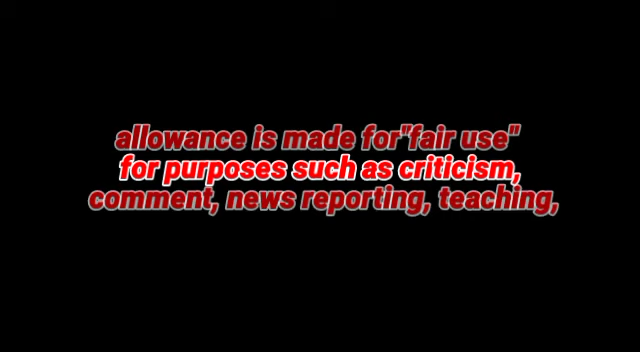 allowance is made for"fair use"
for purposes such as criticism,
comment, news reporting, teaching,